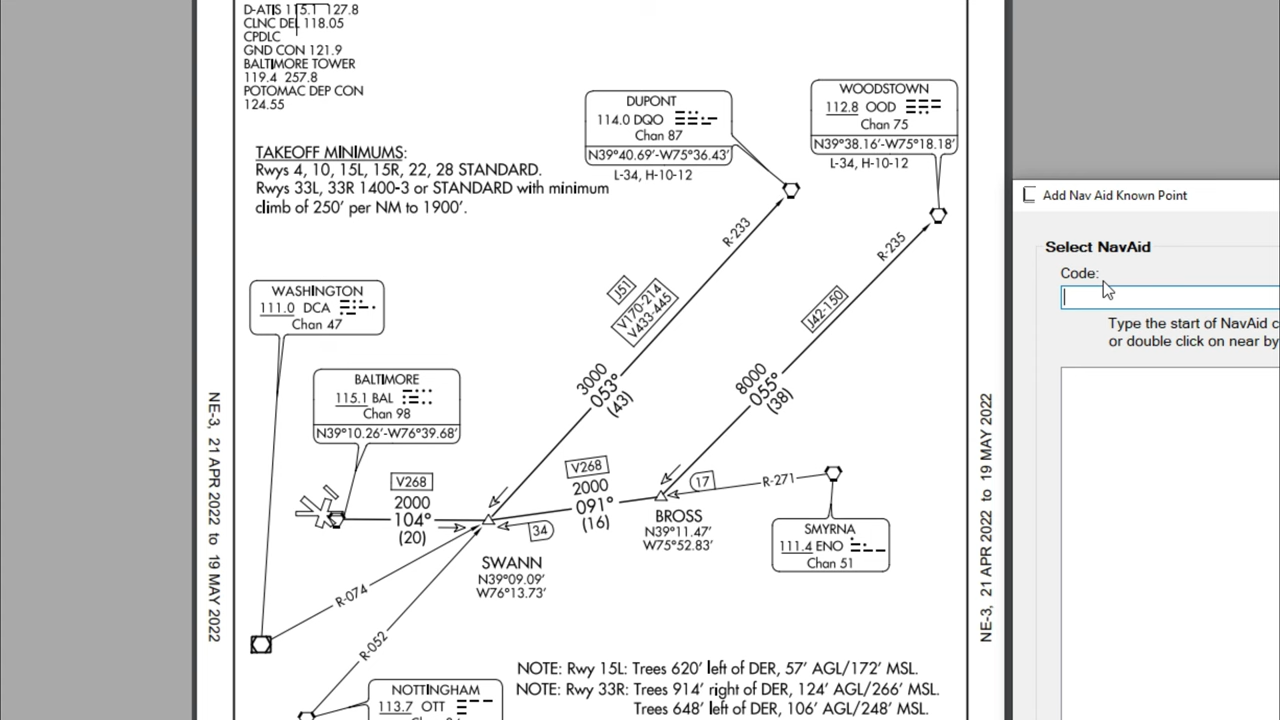 D-ATIS 115.1 127.8
CLNC DEL 118.05
CPDLC
GND CON 121.9
BALTIMORE TOWER
119.4 257.8
POTOMAC DEP CON
124.55
TAKEOFF MINIMUMS:
Rwys 4, 10, 15L, 15R, 22, 28 STANDARD.
Rwys 33L, 33R 1400-3 or STANDARD with minimum
climb of 250' per NM to 1900'.
DUPONT
114.0 DQO
Chan 87
N39°40.69'-W75°36.43'
L-34, H-10-12
WOODSTOWN
112.8 OOD
Chan 75
N39°38.16'-W75°18.18'
L-34, H-10-12
R-233
R-235
J51
V170-214
V433-445
J42-150
3000
053°
(43)
8000
055°
(38)
WASHINGTON
111.0 DCA
Chan 47
BALTIMORE
115.1 BAL
Chan 98
N39°10.26'-W76°39.68'
V268
2000
104°
(20)
V268
2000
091°
(16)
34
17
R-271
SWANN
N39°09.09'
W76°13.73'
BROSS
N39°11.47'
W75°52.83'
SMYRNA
111.4 ENO
Chan 51
R-074
R-052
NOTTINGHAM
113.7 OTT
NOTE: Rwy 15L: Trees 620' left of DER, 57' AGL/172' MSL.
NOTE: Rwy 33R: Trees 914' right of DER, 124' AGL/266' MSL.
Trees 648' left of DER, 106' AGL/248' MSL.
NE-3, 21 APR 2022 to 19 MAY 2022
NE-3, 21 APR 2022 to 19 MAY 2022
Add Nav Aid Known Point
Select NavAid
Code:
Type the start of NavAid c
or double click on near by